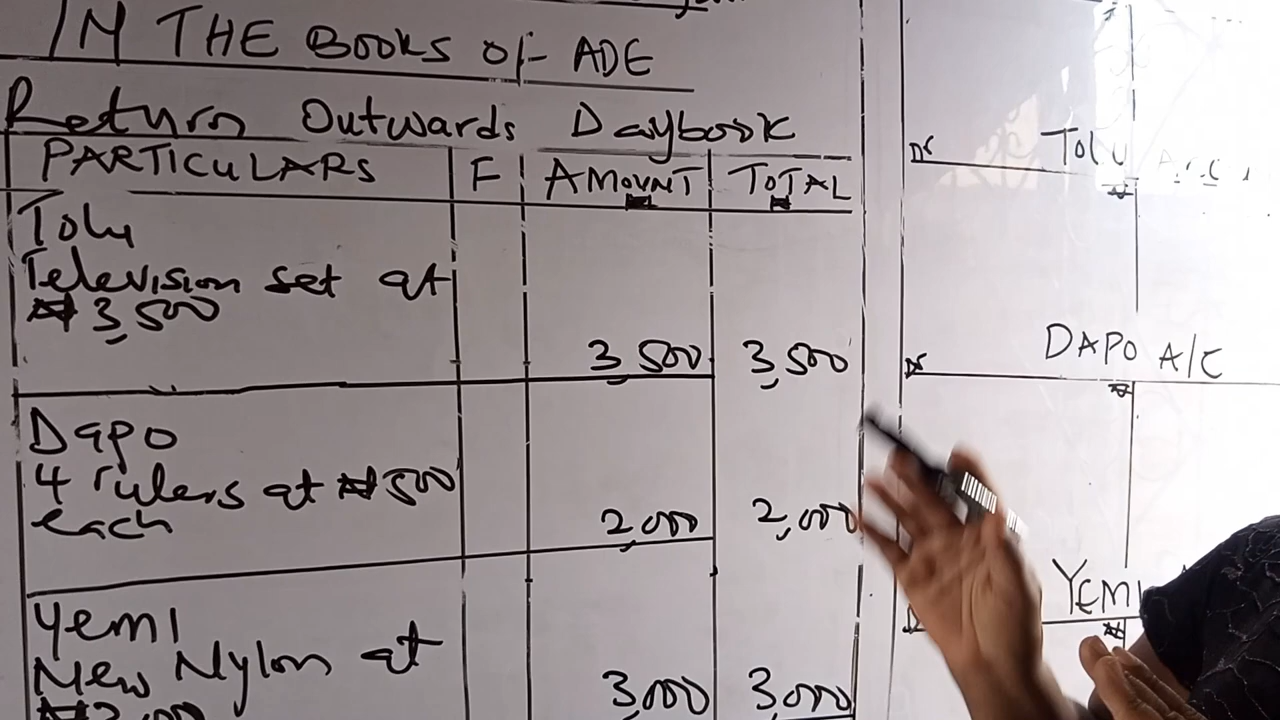 IN THE BOOKS OF ADE
Return Outwards Daybook
PARTICULARS F AMOUNT TOTAL
₦ ₦
Tolu
Television set at
₦3,500
3,500 3,500
Dapo
4 rulers at ₦500
each
2,000 2,000
Yemi
New Nylon at
3,000 3,000
Dr Tolu
₦
Dr DAPO A/C
₦
YEMI
₦